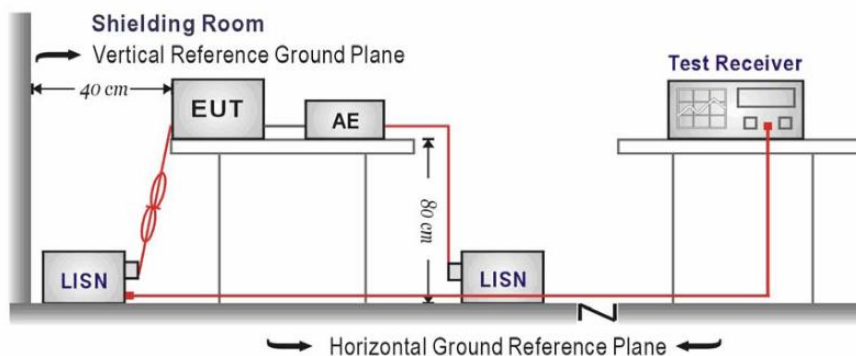 Shielding Room
Vertical Reference Ground Plane
Test Receiver
40 cm
EUT
AE
80 cm
LISN
LISN
Horizontal Ground Reference Plane